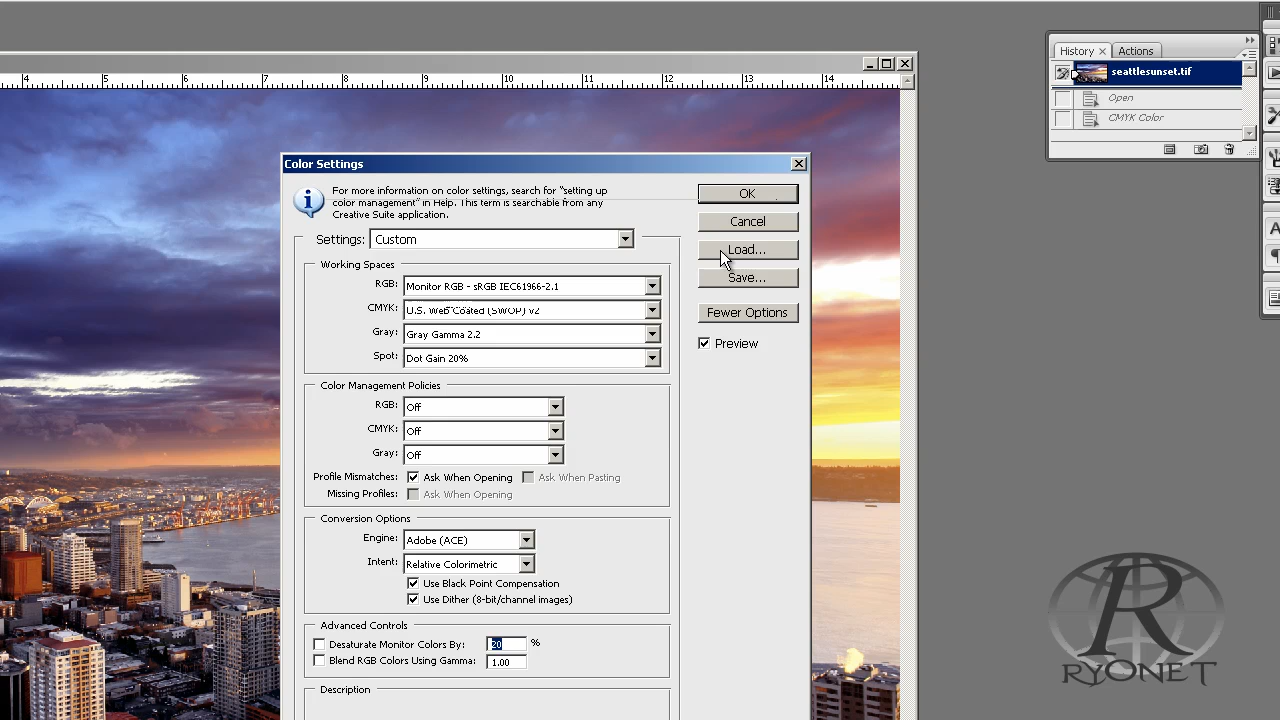 4 5 6 7 8 9 10 11 12 13 14
History × Actions
seattlesunset.tif
Open
CMYK Color
Color Settings
For more information on color settings, search for "setting up
color management" in Help. This term is searchable from any
Creative Suite application.
OK
Cancel
Load...
Save...
Fewer Options
Preview
Settings: Custom
Working Spaces
RGB: Monitor RGB - sRGB IEC61966-2.1
CMYK: U.S. Web Coated (SWOP) v2
Gray: Gray Gamma 2.2
Spot: Dot Gain 20%
Color Management Policies
RGB: Off
CMYK: Off
Gray: Off
Profile Mismatches: Ask When Opening Ask When Pasting
Missing Profiles: Ask When Opening
Conversion Options
Engine: Adobe (ACE)
Intent: Relative Colorimetric
Use Black Point Compensation
Use Dither (8-bit/channel images)
Advanced Controls
Desaturate Monitor Colors By: 20 %
Blend RGB Colors Using Gamma: 1.00
Description
R
RYONET